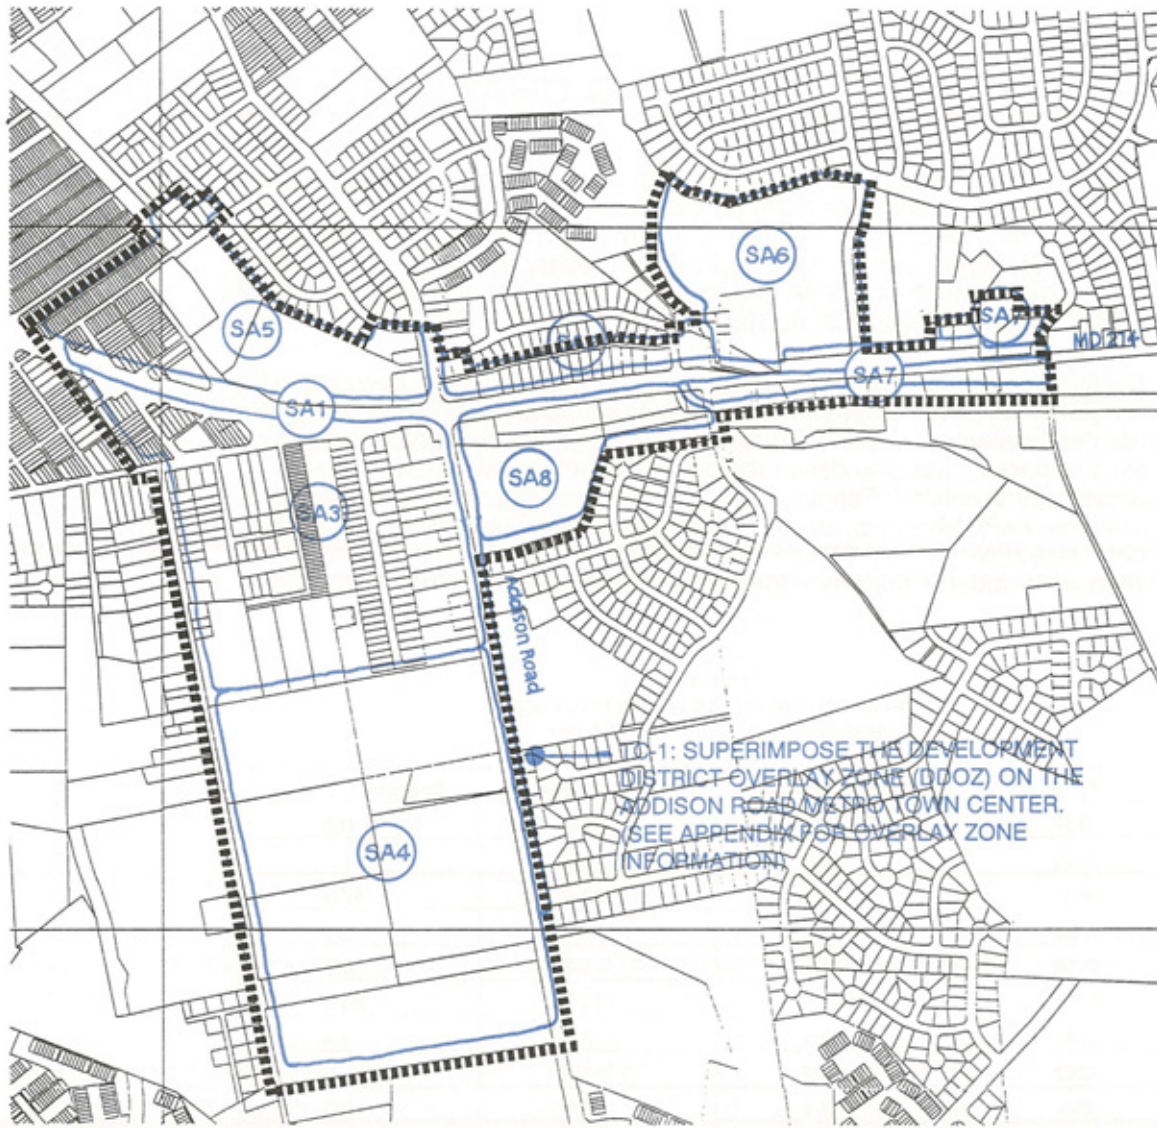 SA6
SA7
SA5
MD 214
SA7
SA1
SA8
SA3
Addison Road
TC-1: SUPERIMPOSE THE DEVELOPMENT
DISTRICT OVERLAY ZONE (DDOZ) ON THE
ADDISON ROAD METRO TOWN CENTER.
(SEE APPENDIX FOR OVERLAY ZONE
INFORMATION)
SA4